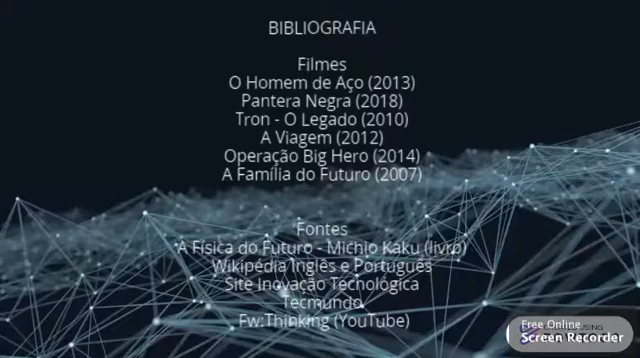 BIBLIOGRAFIA
Filmes
O Homem de Aço (2013)
Pantera Negra (2018)
Tron - O Legado (2010)
A Viagem (2012)
Operação Big Hero (2014)
A Família do Futuro (2007)
Fontes
A Física do Futuro - Michio Kaku (livro)
Wikipédia Inglês e Português
Site Inovação Tecnológica
Tecmundo
Fw:Thinking (YouTube)
Free Online
Screen Recorder